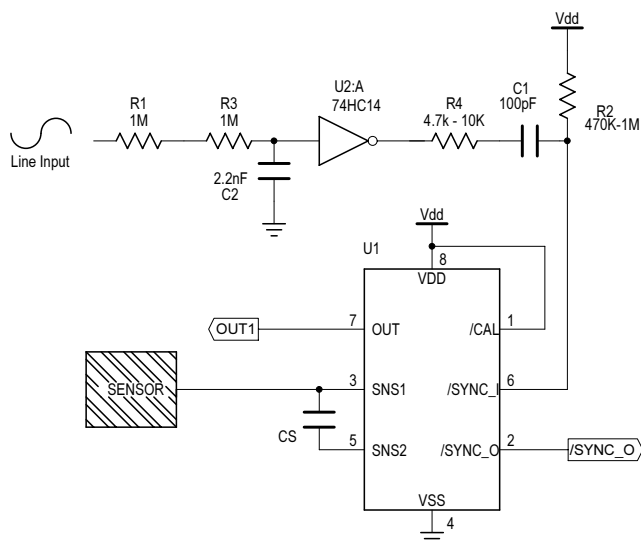 Vdd
U2:A
74HC14
R1
1M
R3
1M
R4
4.7k - 10K
C1
100pF
R2
470K-1M
Line Input
2.2nF
C2
Vdd
U1
8
VDD
OUT1
7
OUT
/CAL
1
SENSOR
3
SNS1
/SYNC_I
6
CS
5
SNS2
/SYNC_O
2
/SYNC_O
VSS
4